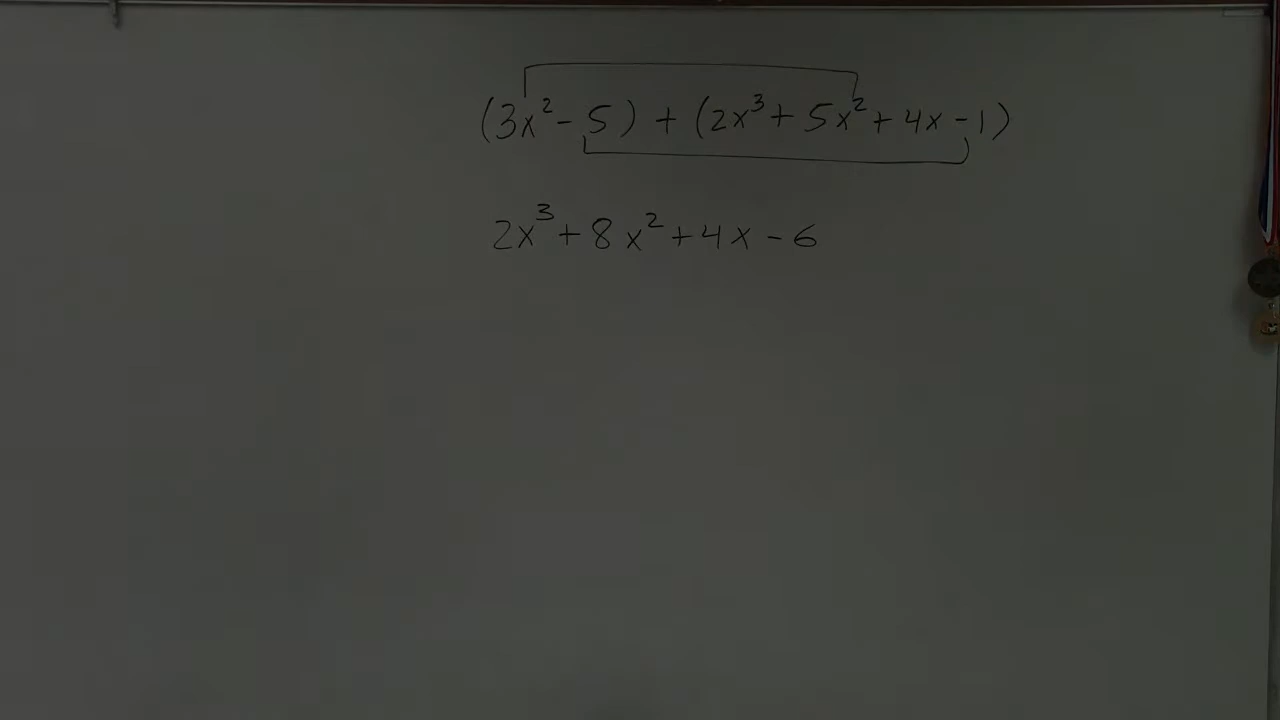 (3x² - 5) + (2x³ + 5x² + 4x - 1)
2x³ + 8x² + 4x - 6